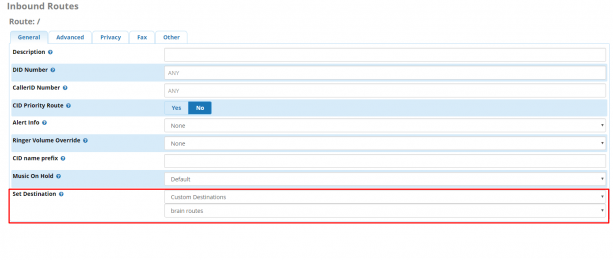 Inbound Routes
Route: /
General Advanced Privacy Fax Other
Description
DID Number ANY
CallerID Number ANY
CID Priority Route Yes No
Alert Info None
Ringer Volume Override None
CID name prefix
Music On Hold Default
Set Destination Custom Destinations
brain routes